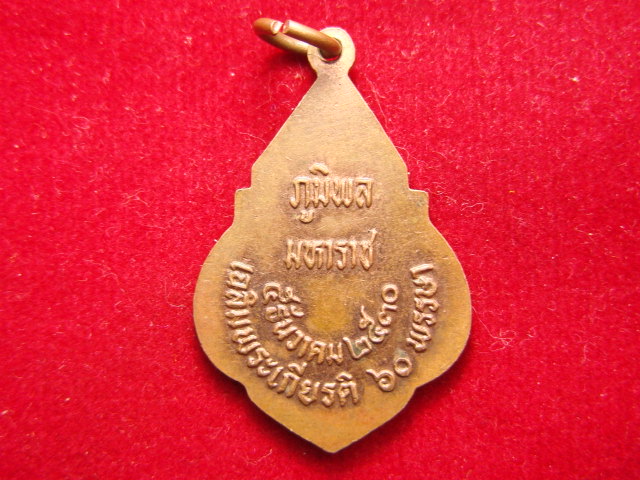 ภูมิพล
มหาราช
๕ ธันวาคม ๒๕๓๐
เฉลิมพระเกียรติ ๖๐ พรรษา